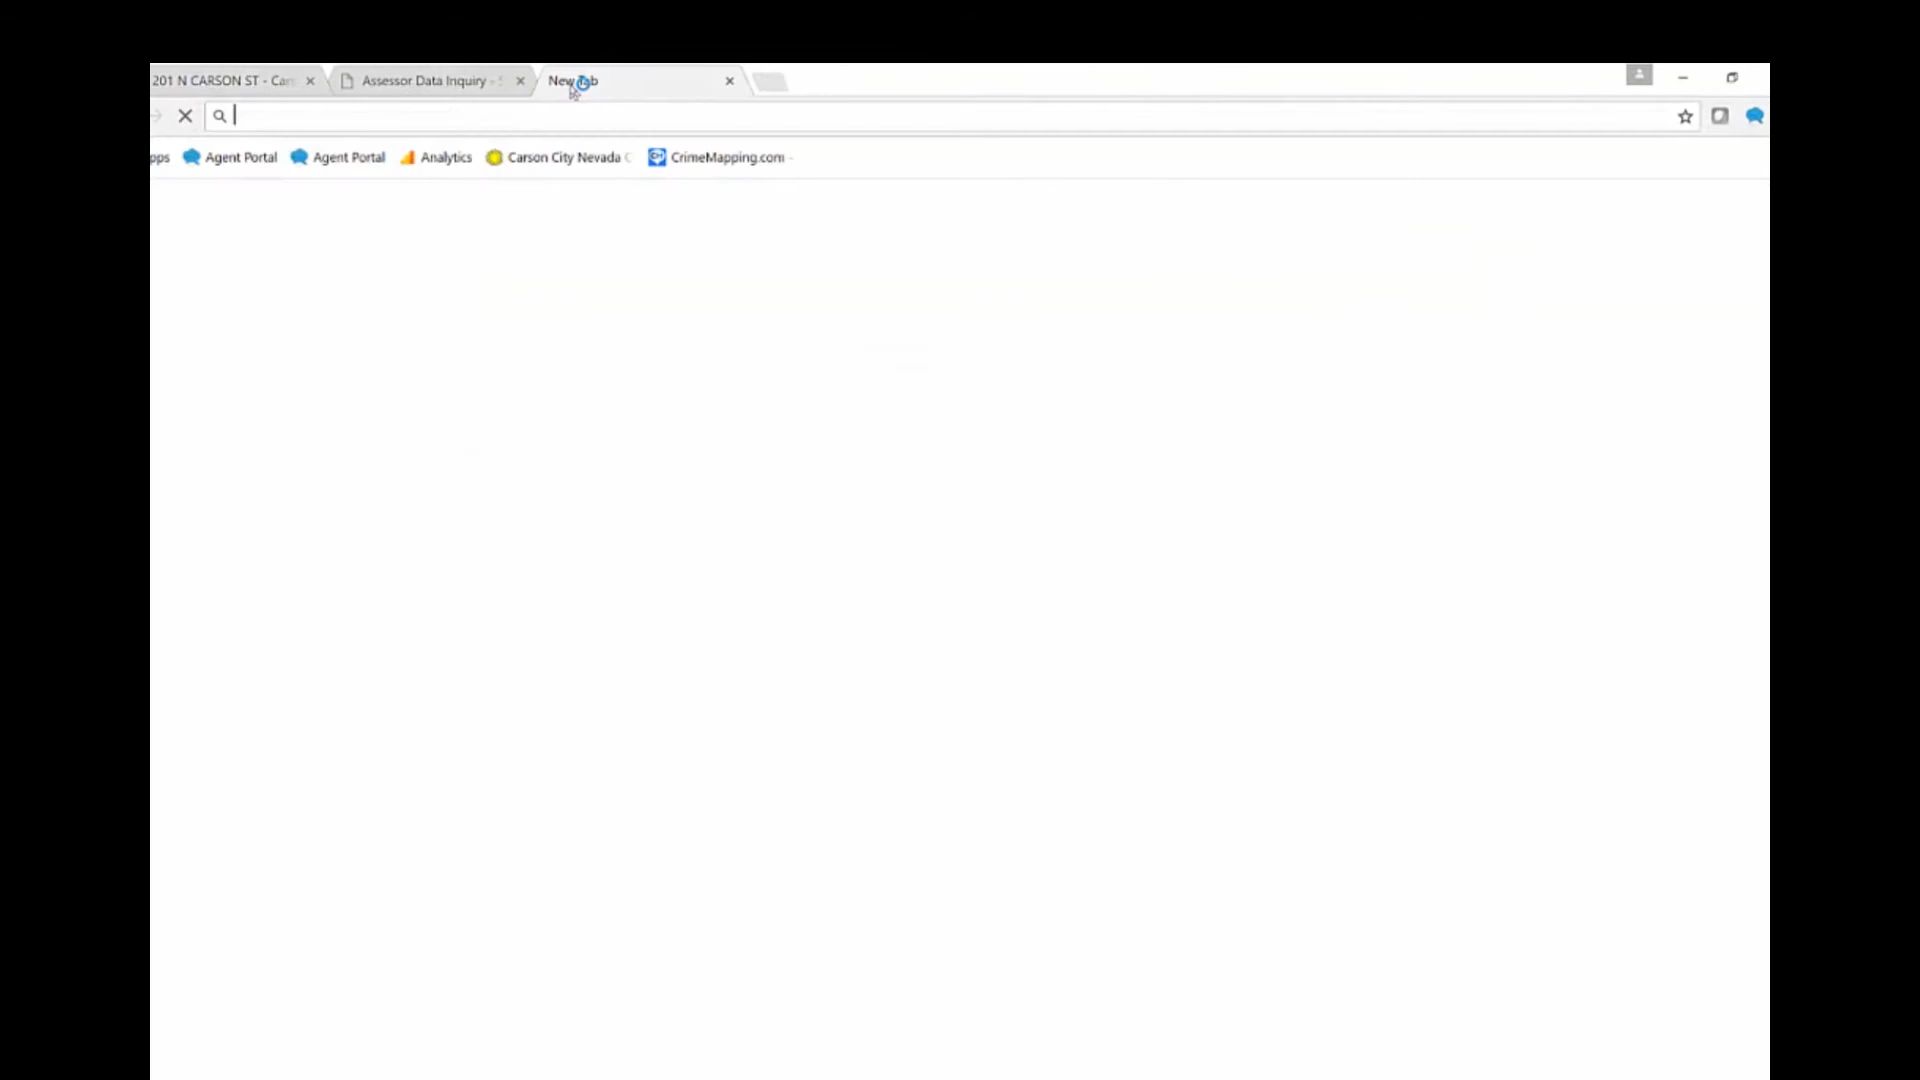 201 N CARSON ST - Car
Assessor Data Inquiry -
New Tab
pps
Agent Portal
Agent Portal
Analytics
Carson City Nevada
CrimeMapping.com -